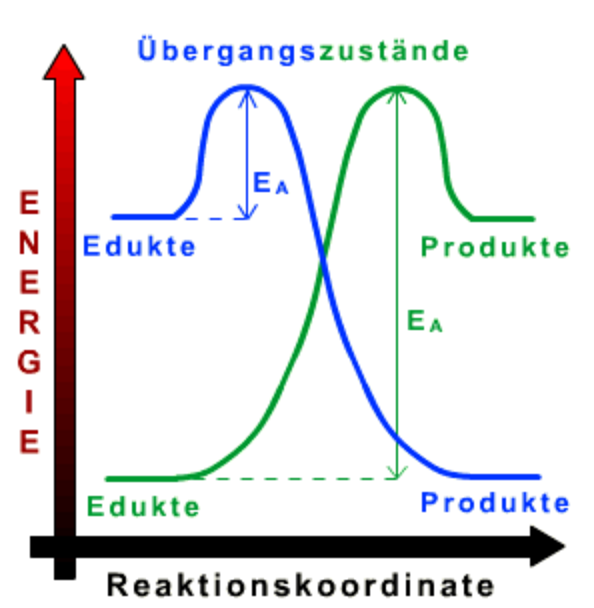 Übergangszustände
ENERGIE
EA
Edukte
Produkte
EA
Edukte
Produkte
Reaktionskoordinate